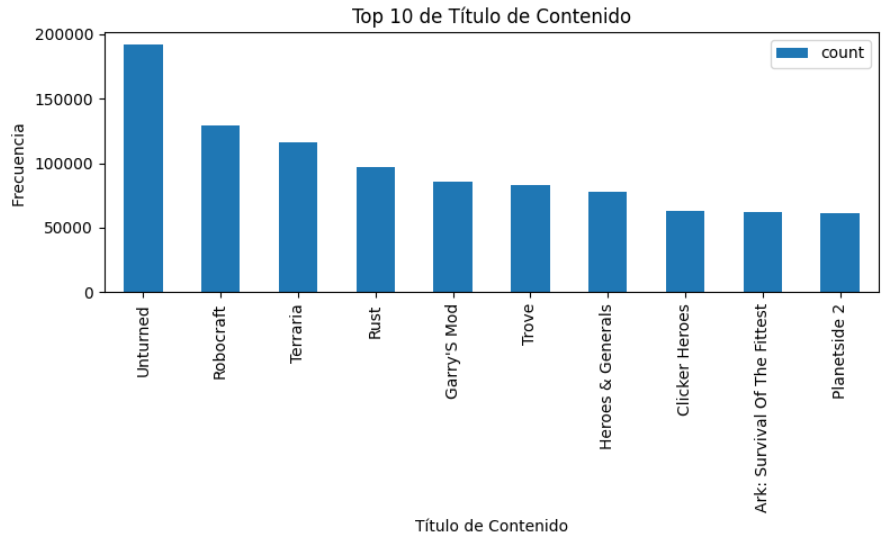 Top 10 de Título de Contenido
count
Frecuencia
200000
150000
100000
50000
0
Unturned
Robocraft
Terraria
Rust
Garry'S Mod
Trove
Heroes & Generals
Clicker Heroes
Ark: Survival Of The Fittest
Planetside 2
Título de Contenido